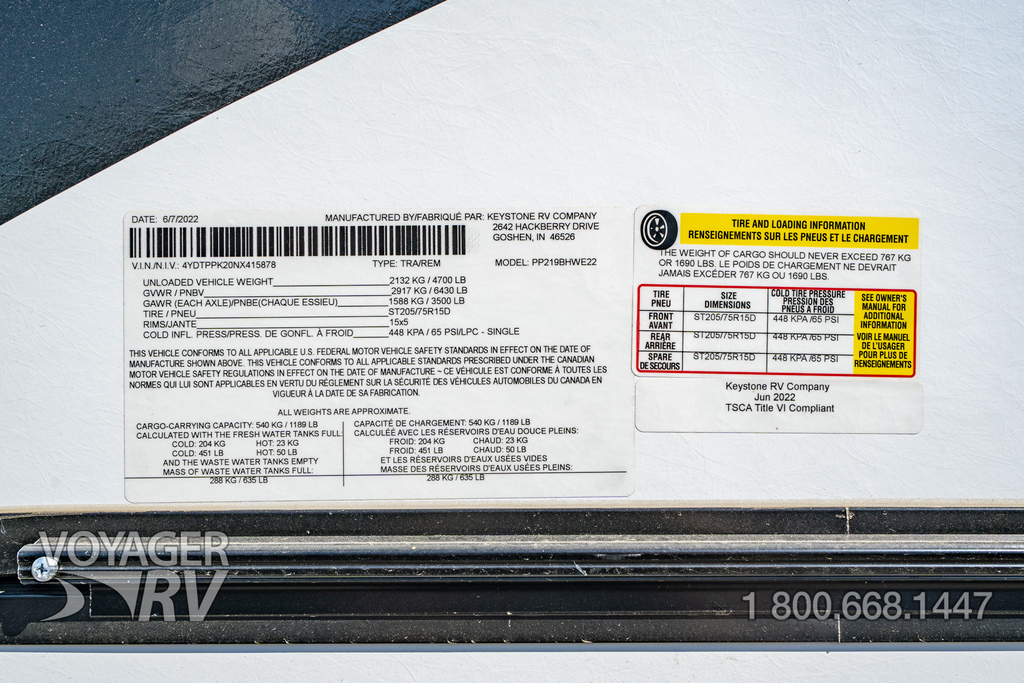 DATE: 6/7/2022
MANUFACTURED BY/FABRIQUÉ PAR: KEYSTONE RV COMPANY
2642 HACKBERRY DRIVE
GOSHEN, IN 46526
V.I.N./N.I.V.: 4YDTPPK20NX415878 TYPE: TRA/REM MODEL: PP219BHWE22
UNLOADED VEHICLE WEIGHT 2132 KG / 4700 LB
GVWR / PNBV 2917 KG / 6430 LB
GAWR (EACH AXLE)/PNBE(CHAQUE ESSIEU) 1588 KG / 3500 LB
TIRE / PNEU ST205/75R15D
RIMS/JANTE 15x5
COLD INFL. PRESS/PRESS. DE GONFL. À FROID 448 KPA / 65 PSI/LPC - SINGLE
THIS VEHICLE CONFORMS TO ALL APPLICABLE U.S. FEDERAL MOTOR VEHICLE SAFETY STANDARDS IN EFFECT ON THE DATE OF
MANUFACTURE SHOWN ABOVE. THIS VEHICLE CONFORMS TO ALL APPLICABLE STANDARDS PRESCRIBED UNDER THE CANADIAN
MOTOR VEHICLE SAFETY REGULATIONS IN EFFECT ON THE DATE OF MANUFACTURE ~ CE VÉHICULE EST CONFORME À TOUTES LES
NORMES QUI LUI SONT APPLICABLES EN VERTU DU RÉGLEMENT SUR LA SÉCURITÉ DES VÉHICULES AUTOMOBILES DU CANADA EN
VIGUEUR À LA DATE DE SA FABRICATION.
ALL WEIGHTS ARE APPROXIMATE.
CARGO-CARRYING CAPACITY: 540 KG / 1189 LB
CALCULATED WITH THE FRESH WATER TANKS FULL:
COLD: 204 KG HOT: 23 KG
COLD: 451 LB HOT: 50 LB
AND THE WASTE WATER TANKS EMPTY
MASS OF WASTE WATER TANKS FULL:
288 KG / 635 LB
CAPACITÉ DE CHARGEMENT: 540 KG / 1189 LB
CALCULÉE AVEC LES RÉSERVOIRS D'EAU DOUCE PLEINS:
FROID: 204 KG CHAUD: 23 KG
FROID: 451 LB CHAUD: 50 LB
ET LES RÉSERVOIRS D'EAUX USÉES VIDES
MASSE DES RÉSERVOIRS D'EAUX USÉES PLEINS:
288 KG / 635 LB
TIRE AND LOADING INFORMATION
RENSEIGNEMENTS SUR LES PNEUS ET LE CHARGEMENT
THE WEIGHT OF CARGO SHOULD NEVER EXCEED 767 KG
OR 1690 LBS. LE POIDS DE CHARGEMENT NE DEVRAIT
JAMAIS EXCÉDER 767 KG OU 1690 LBS.
TIRE
PNEU
SIZE
DIMENSIONS
COLD TIRE PRESSURE
PRESSION DES
PNEUS À FROID
FRONT
AVANT
ST205/75R15D 448 KPA /65 PSI
REAR
ARRIÈRE
ST205/75R15D 448 KPA /65 PSI
SPARE
DE SECOURS
ST205/75R15D 448 KPA /65 PSI
SEE OWNER'S
MANUAL FOR
ADDITIONAL
INFORMATION
VOIR LE MANUEL
DE L'USAGER
POUR PLUS DE
RENSEIGNEMENTS
Keystone RV Company
Jun 2022
TSCA Title VI Compliant
VOYAGER
RV
1 800.668.1447